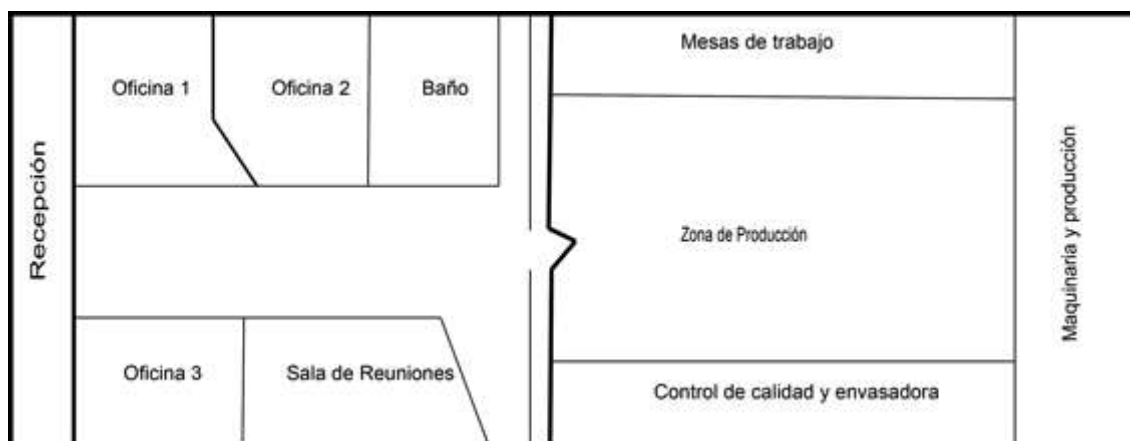 Recepción
Oficina 1
Oficina 2
Baño
Oficina 3
Sala de Reuniones
Mesas de trabajo
Zona de Producción
Control de calidad y envasadora
Maquinaria y producción